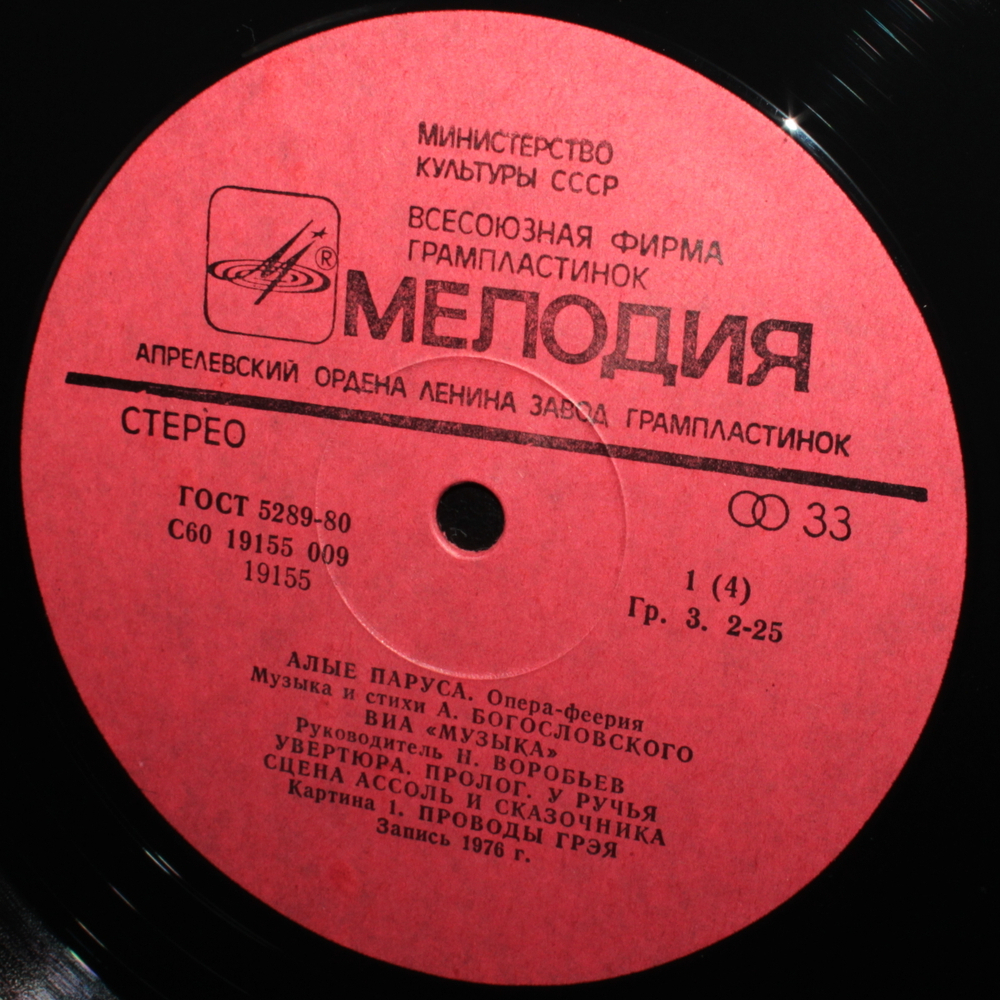 МИНИСТЕРСТВО
КУЛЬТУРЫ СССР
ВСЕСОЮЗНАЯ ФИРМА
ГРАМПЛАСТИНОК
®
МЕЛОДИЯ
АПРЕЛЕВСКИЙ ОРДЕНА ЛЕНИНА ЗАВОД ГРАМПЛАСТИНОК
СТЕРЕО
33
ГОСТ 5289-80
С60 19155 009
19155
1 (4)
Гр. 3. 2-25
АЛЫЕ ПАРУСА. Опера-феерия
Музыка и стихи А. БОГОСЛОВСКОГО
ВИА «МУЗЫКА»
Руководитель Н. ВОРОБЬЕВ
УВЕРТЮРА. ПРОЛОГ. У РУЧЬЯ
СЦЕНА АССОЛЬ И СКАЗОЧНИКА
Картина 1. ПРОВОДЫ ГРЭЯ
Запись 1976 г.